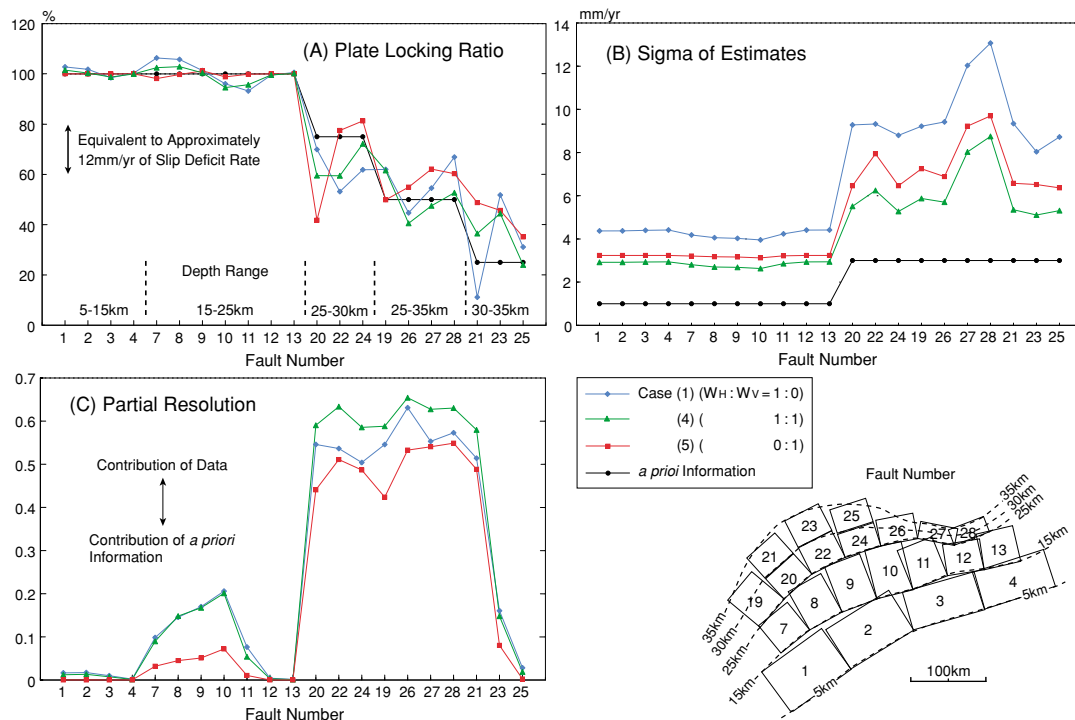 %
(A) Plate Locking Ratio
120
100
80
60
40
20
0
Equivalent to Approximately
12mm/yr of Slip Deficit Rate
Depth Range
5-15km
15-25km
25-30km
25-35km
30-35km
1 2 3 4 7 8 9 10 11 12 13 20 22 24 19 26 27 28 21 23 25
Fault Number
mm/yr
(B) Sigma of Estimates
14
12
10
8
6
4
2
0
1 2 3 4 7 8 9 10 11 12 13 20 22 24 19 26 27 28 21 23 25
Fault Number
(C) Partial Resolution
0.7
0.6
0.5
0.4
0.3
0.2
0.1
0
Contribution of Data
Contribution of a priori
Information
1 2 3 4 7 8 9 10 11 12 13 20 22 24 19 26 27 28 21 23 25
Fault Number
Case (1) (WH : WV = 1 : 0)
(4) ( 1 : 1)
(5) ( 0 : 1)
a prioi Information
Fault Number
35km
30km
25km
15km
5km
25
23
26
27
28
21
22
24
13
12
11
20
10
4
19
9
8
3
7
2
1
35km
30km
25km
15km
5km
100km